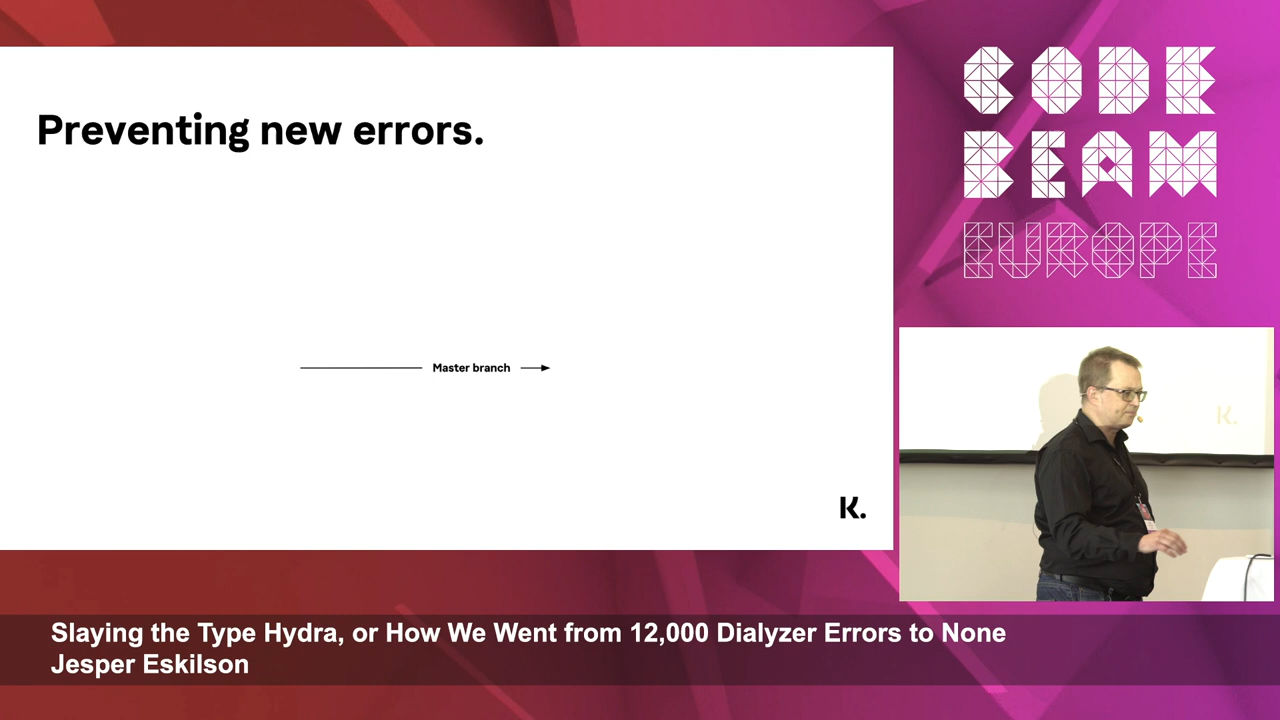 Preventing new errors.
Master branch
K.
CODE
BEAM
EUROPE
K.
Slaying the Type Hydra, or How We Went from 12,000 Dialyzer Errors to None
Jesper Eskilson